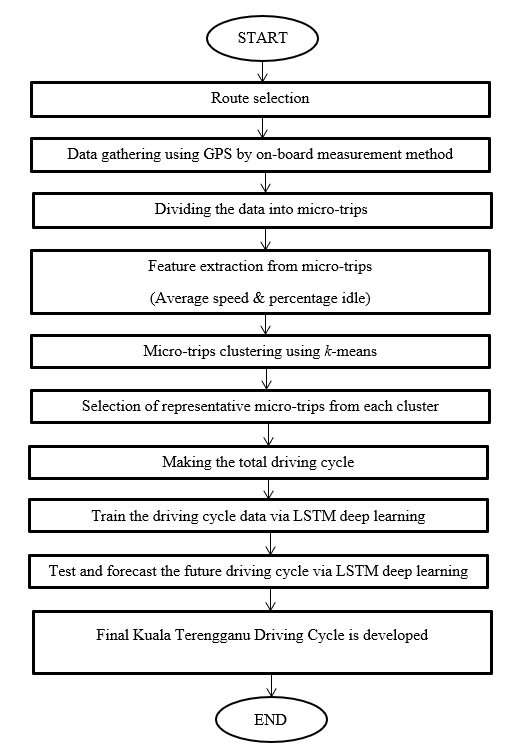 START
Route selection
Data gathering using GPS by on-board measurement method
Dividing the data into micro-trips
Feature extraction from micro-trips
(Average speed & percentage idle)
Micro-trips clustering using k-means
Selection of representative micro-trips from each cluster
Making the total driving cycle
Train the driving cycle data via LSTM deep learning
Test and forecast the future driving cycle via LSTM deep learning
Final Kuala Terengganu Driving Cycle is developed
END